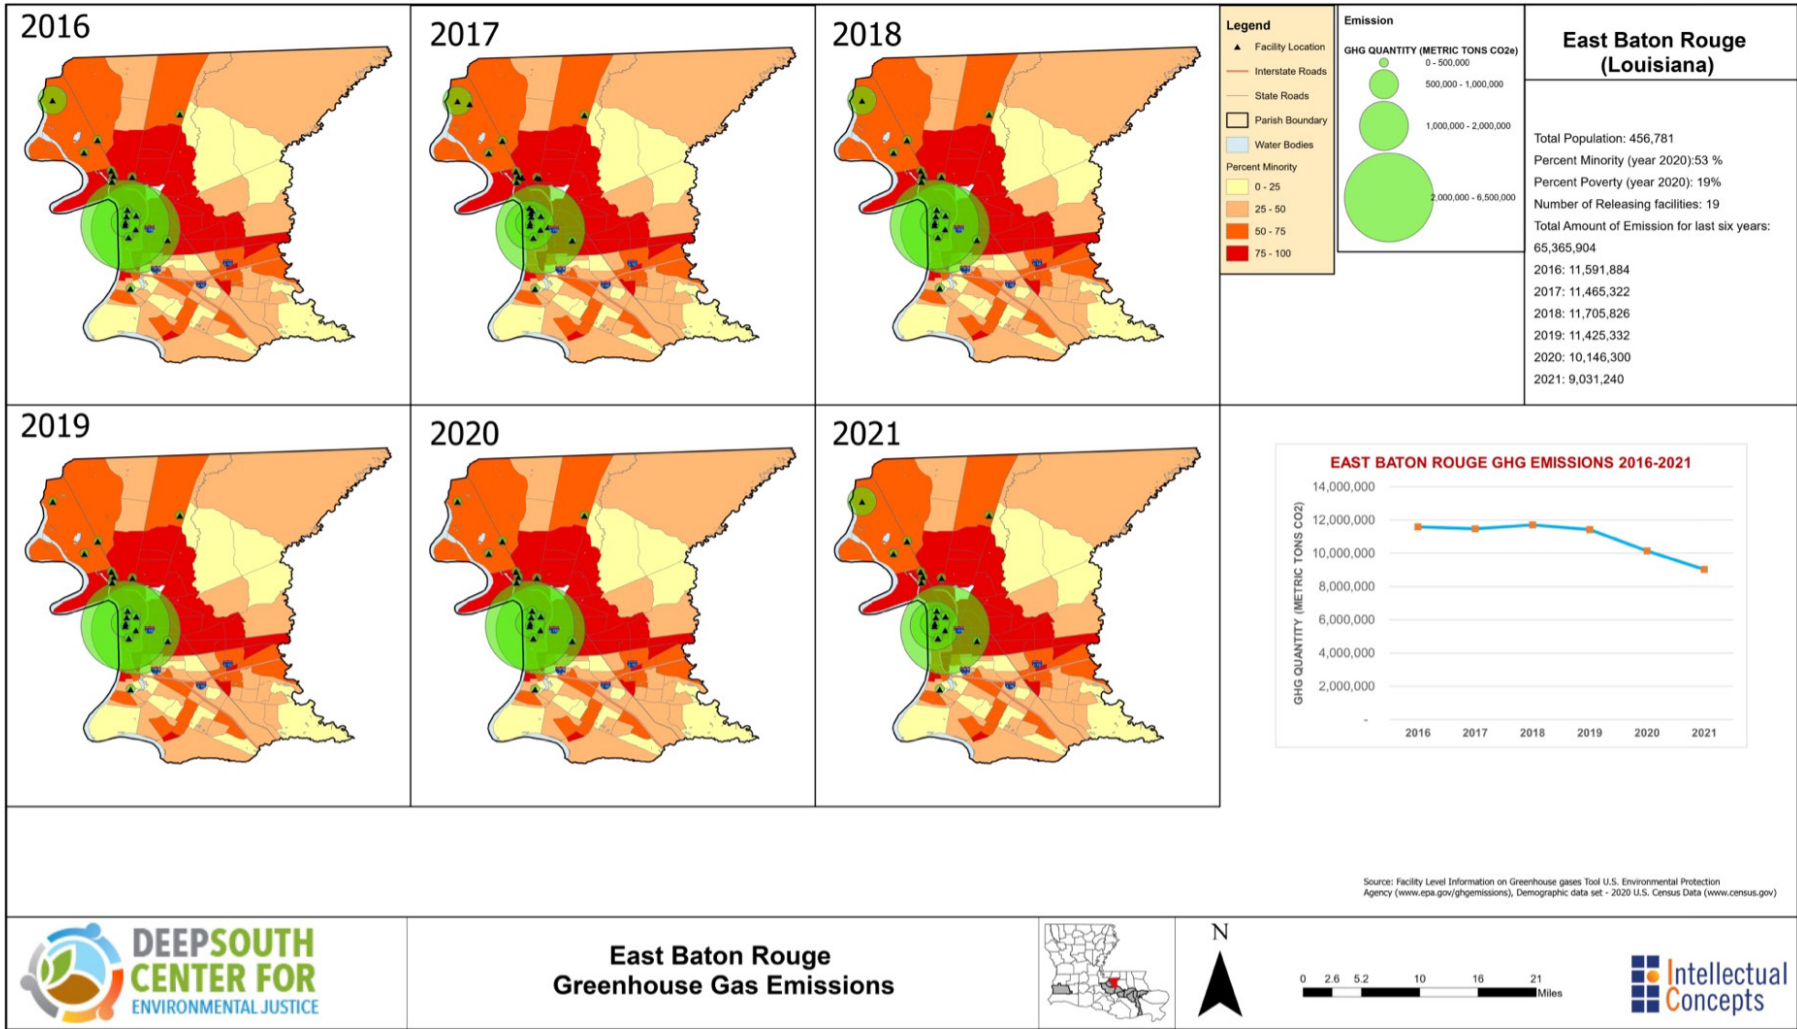 2016
2017
2018
Legend
Facility Location
Interstate Roads
State Roads
Parish Boundary
Water Bodies
Percent Minority
0 - 25
25 - 50
50 - 75
75 - 100
Emission
GHG QUANTITY (METRIC TONS CO2e)
0 - 500,000
500,000 - 1,000,000
1,000,000 - 2,000,000
2,000,000 - 6,500,000
East Baton Rouge
(Louisiana)
Total Population: 456,781
Percent Minority (year 2020):53 %
Percent Poverty (year 2020): 19%
Number of Releasing facilities: 19
Total Amount of Emission for last six years:
65,365,904
2016: 11,591,884
2017: 11,465,322
2018: 11,705,826
2019: 11,425,332
2020: 10,146,300
2021: 9,031,240
2019
2020
2021
EAST BATON ROUGE GHG EMISSIONS 2016-2021
GHG QUANTITY (METRIC TONS CO2)
14,000,000
12,000,000
10,000,000
8,000,000
6,000,000
4,000,000
2,000,000
-
2016 2017 2018 2019 2020 2021
Source: Facility Level Information on Greenhouse gases Tool U.S. Environmental Protection
Agency (www.epa.gov/ghgemissions), Demographic data set - 2020 U.S. Census Data (www.census.gov)
DEEPSOUTH
CENTER FOR
ENVIRONMENTAL JUSTICE
East Baton Rouge
Greenhouse Gas Emissions
N
0 2.6 5.2 10 16 21
Miles
Intellectual
Concepts